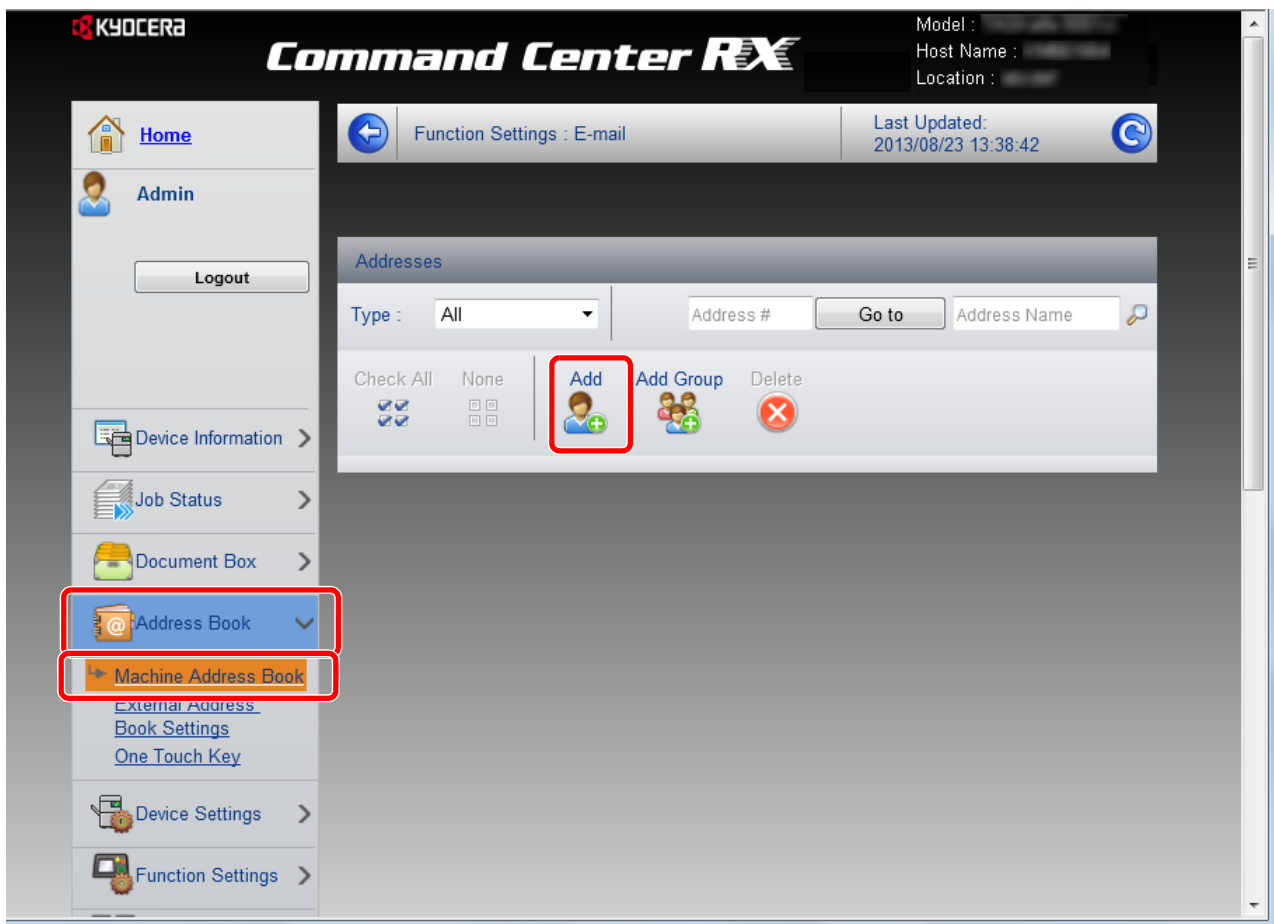 KYOCERA
Command Center RX
Model :
Host Name :
Location :
Home
Admin
Logout
Device Information
Job Status
Document Box
Address Book
Machine Address Book
External Address
Book Settings
One Touch Key
Device Settings
Function Settings
Function Settings : E-mail
Last Updated:
2013/08/23 13:38:42
Addresses
Type : All Address # Go to Address Name
Check All None Add Add Group Delete